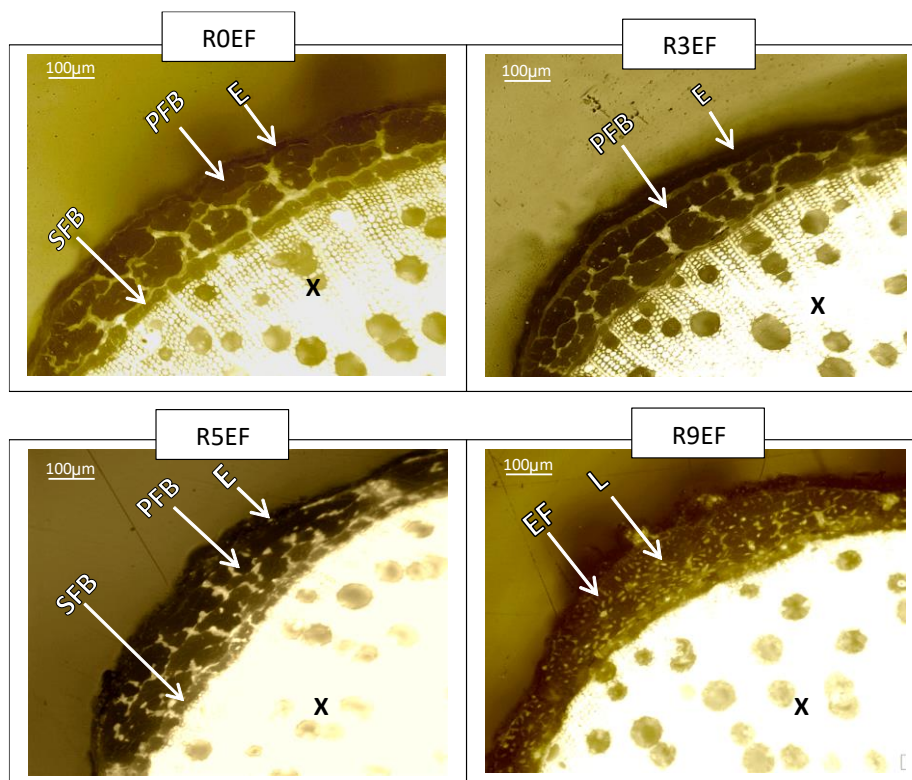 R0EF
100µm
PFB
E
SFB
X
R3EF
100µm
E
PFB
X
R5EF
100µm
E
PFB
SFB
X
R9EF
100µm
L
EF
X